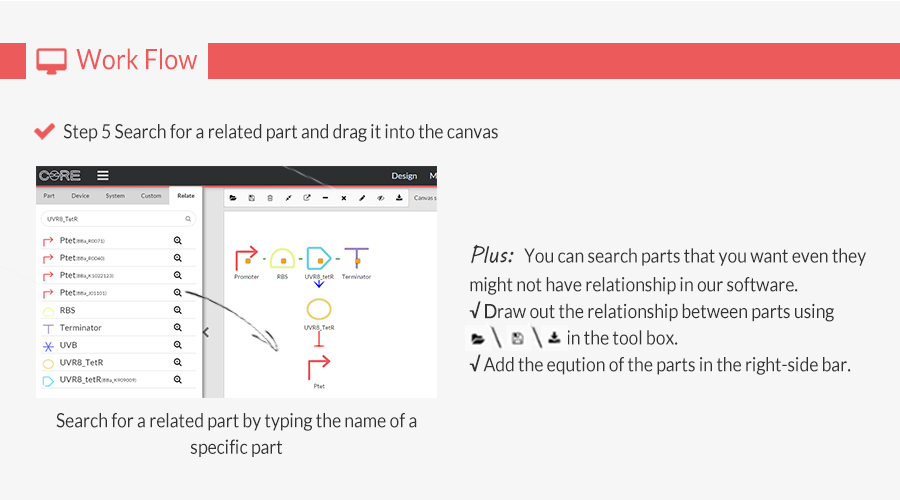 Work Flow
Step 5 Search for a related part and drag it into the canvas
CORE
Design M
Part Device System Custom Relate
Canvas s
UVR8_TetR
Ptet(BBa_R0071)
Ptet(BBa_R0040)
Ptet(BBa_K1022123)
Ptet(BBa_J01101)
RBS
Terminator
UVB
UVR8_TetR
UVR8_tetR(BBa_K909009)
Promoter RBS UVR8_tetR Terminator
UVR8_TetR
Ptet
Search for a related part by typing the name of a
specific part
Plus: You can search parts that you want even they
might not have relationship in our software.
√ Draw out the relationship between parts using
\ \ in the tool box.
√ Add the eqution of the parts in the right-side bar.